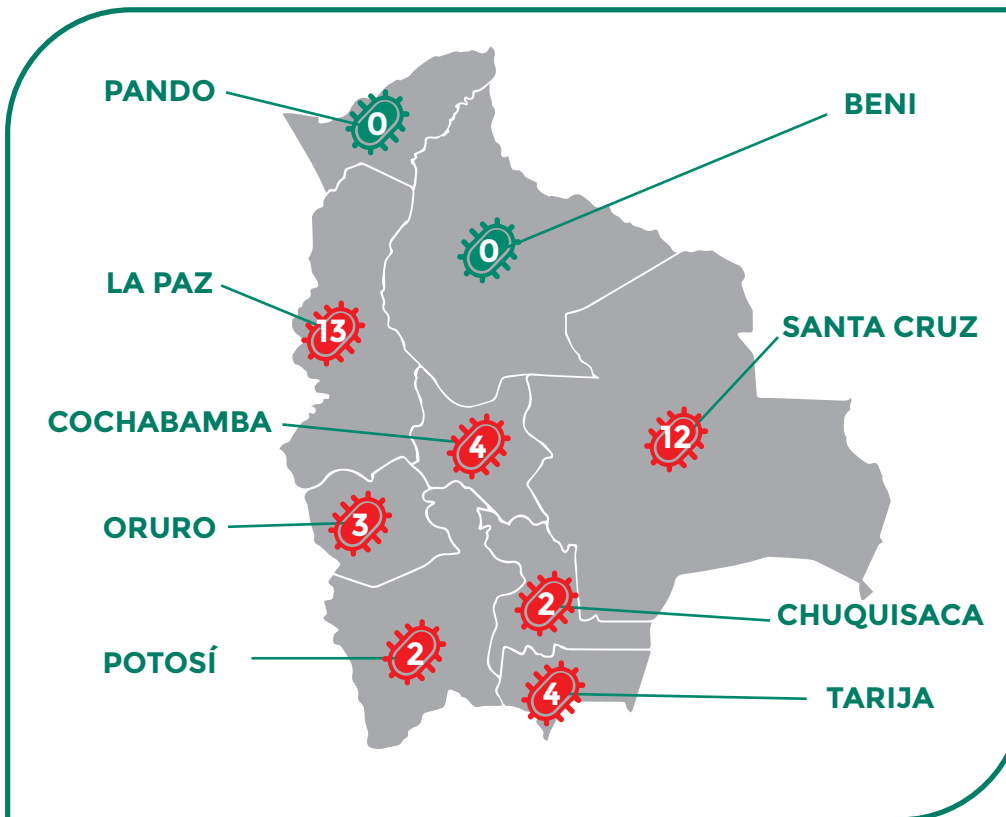 PANDO
0
BENI
0
LA PAZ
13
SANTA CRUZ
12
COCHABAMBA
4
ORURO
3
CHUQUISACA
2
POTOSÍ
2
TARIJA
4